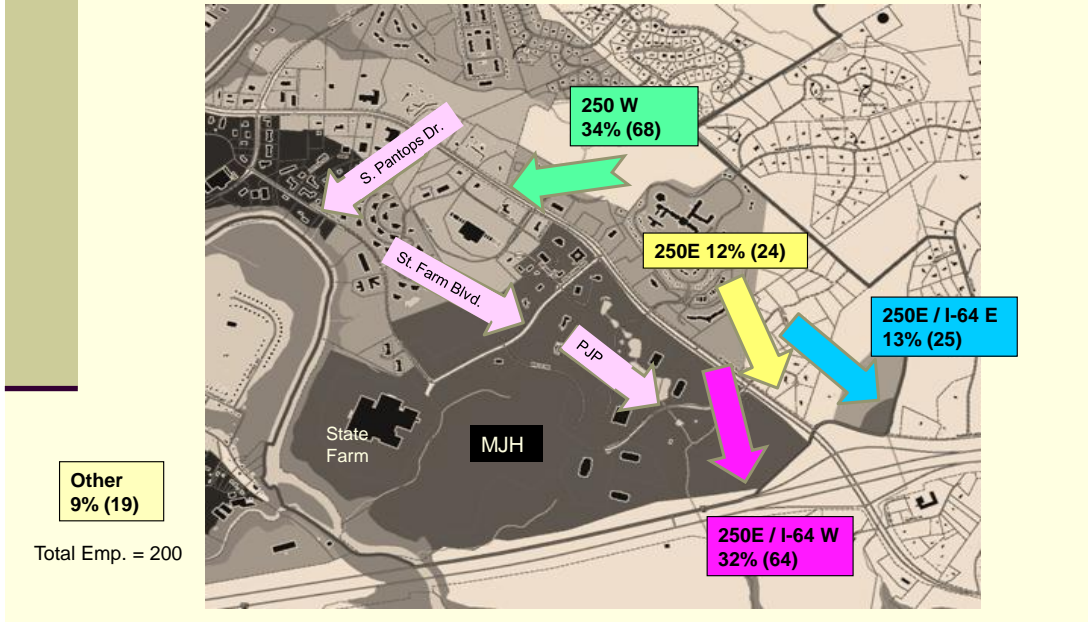 250 W
34% (68)
S. Pantops Dr.
250E 12% (24)
St. Farm Blvd.
250E / I-64 E
13% (25)
PJP
State
Farm
MJH
Other
9% (19)
250E / I-64 W
32% (64)
Total Emp. = 200